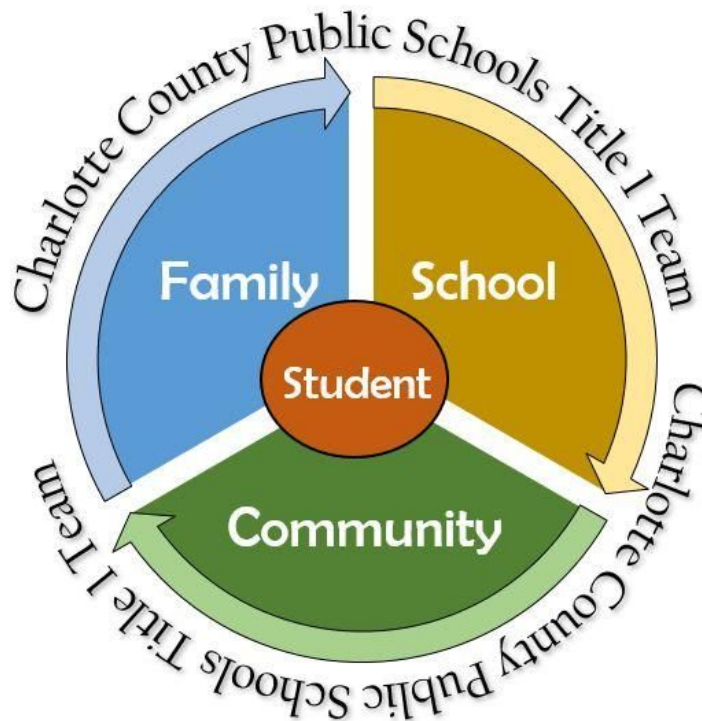 Charlotte County Public Schools Title I Team
Family
School
Student
Community
Charlotte County Public Schools Title I Team